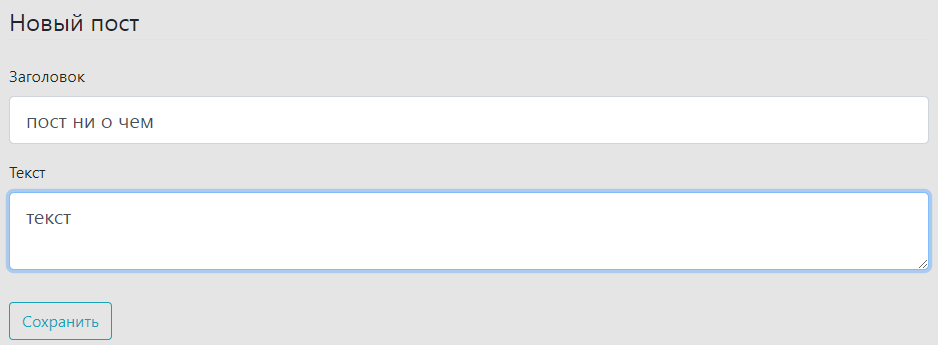 Новый пост
Заголовок
пост ни о чем
Текст
текст
Сохранить